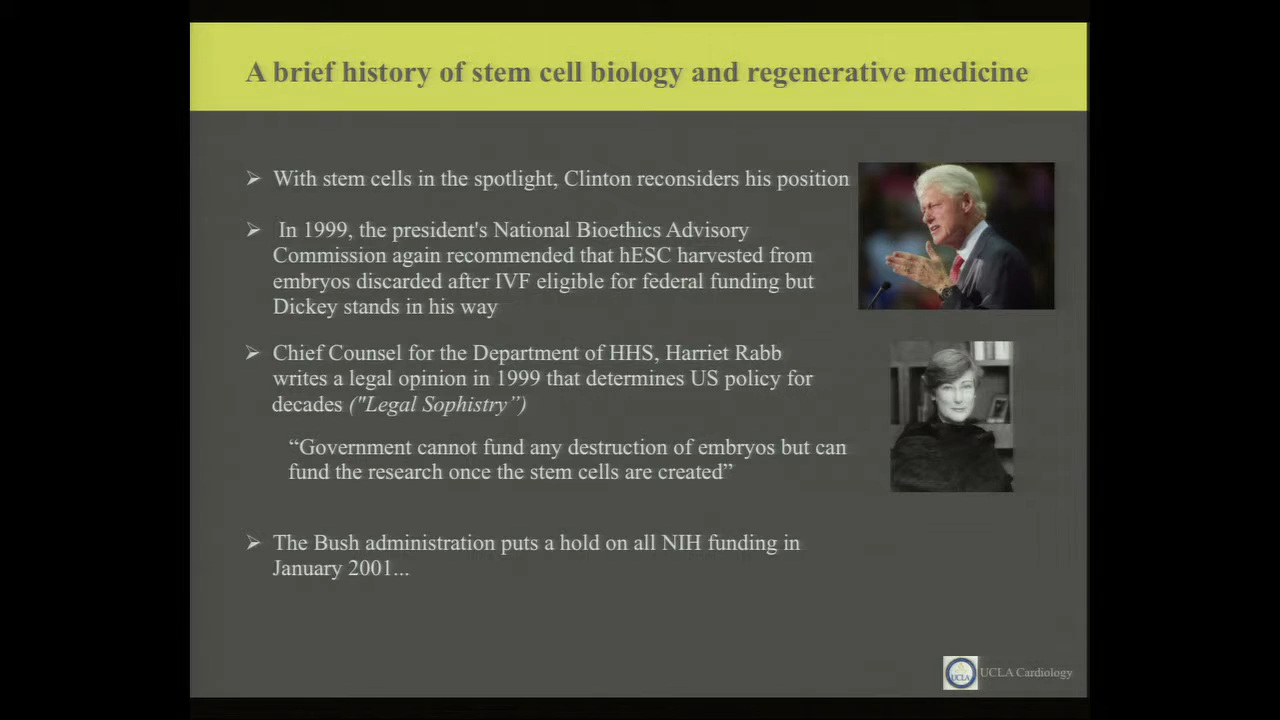 A brief history of stem cell biology and regenerative medicine
➢ With stem cells in the spotlight, Clinton reconsiders his position
➢ In 1999, the president's National Bioethics Advisory
Commission again recommended that hESC harvested from
embryos discarded after IVF eligible for federal funding but
Dickey stands in his way
➢ Chief Counsel for the Department of HHS, Harriet Rabb
writes a legal opinion in 1999 that determines US policy for
decades ("Legal Sophistry”)
“Government cannot fund any destruction of embryos but can
fund the research once the stem cells are created”
➢ The Bush administration puts a hold on all NIH funding in
January 2001...
UCLA
UCLA Cardiology